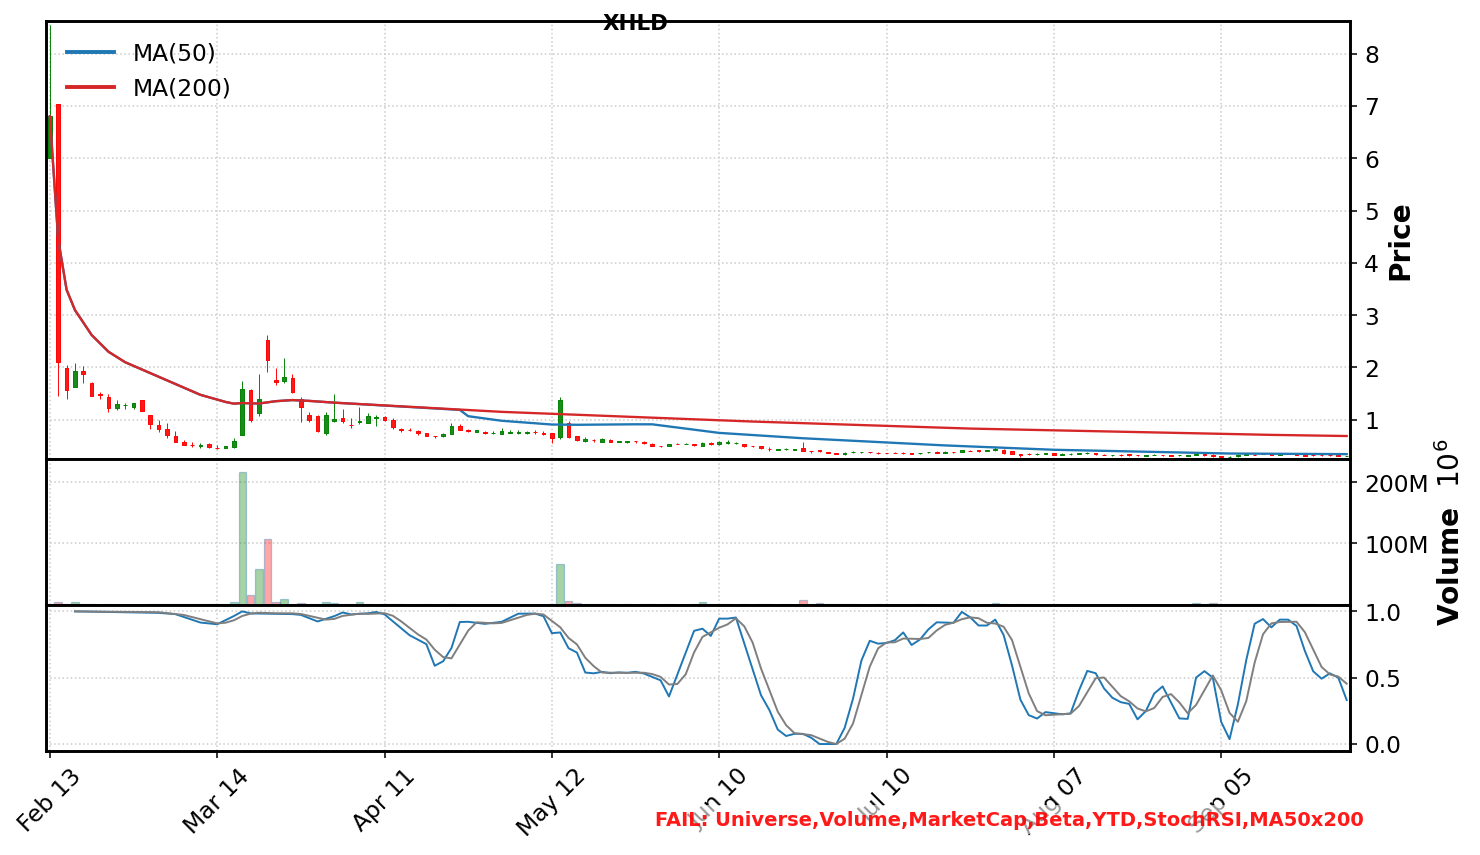 XHLD
MA(50)
MA(200)
8
7
6
5
4
3
2
1
Price
200M
100M
Volume 10⁶
1.0
0.5
0.0
Feb 13
Mar 14
Apr 11
May 12
Jun 10
Jul 10
Aug 07
Sep 05
FAIL: Universe,Volume,MarketCap,Beta,YTD,StochRSI,MA50x200